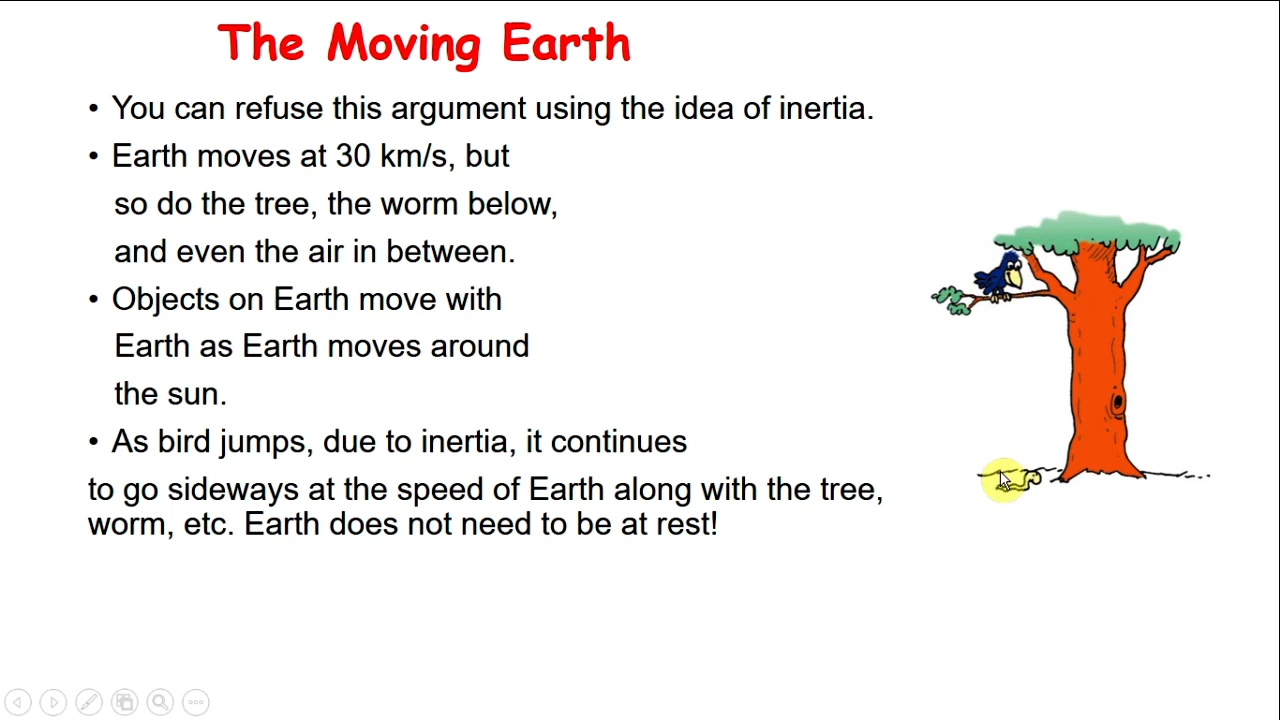 The Moving Earth
• You can refuse this argument using the idea of inertia.
• Earth moves at 30 km/s, but
so do the tree, the worm below,
and even the air in between.
• Objects on Earth move with
Earth as Earth moves around
the sun.
• As bird jumps, due to inertia, it continues
to go sideways at the speed of Earth along with the tree,
worm, etc. Earth does not need to be at rest!